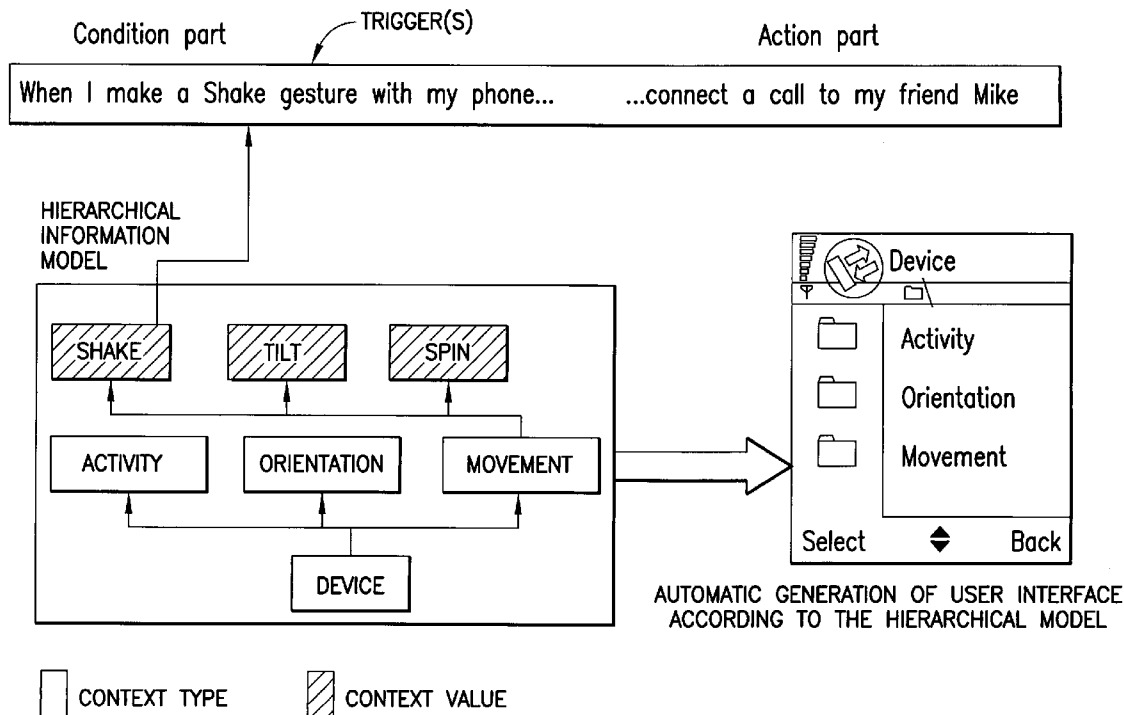 Condition part
TRIGGER(S)
Action part
When I make a Shake gesture with my phone... ...connect a call to my friend Mike
HIERARCHICAL
INFORMATION
MODEL
SHAKE TILT SPIN
ACTIVITY ORIENTATION MOVEMENT
DEVICE
Device
Activity
Orientation
Movement
Select Back
AUTOMATIC GENERATION OF USER INTERFACE
ACCORDING TO THE HIERARCHICAL MODEL
CONTEXT TYPE CONTEXT VALUE